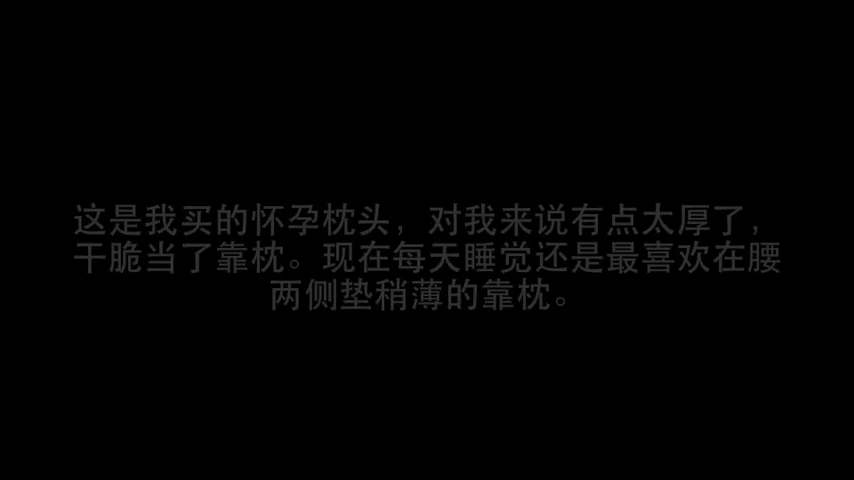 这是我买的怀孕枕头，对我来说有点太厚了，
干脆当了靠枕。现在每天睡觉还是最喜欢在腰
两侧垫稍薄的靠枕。